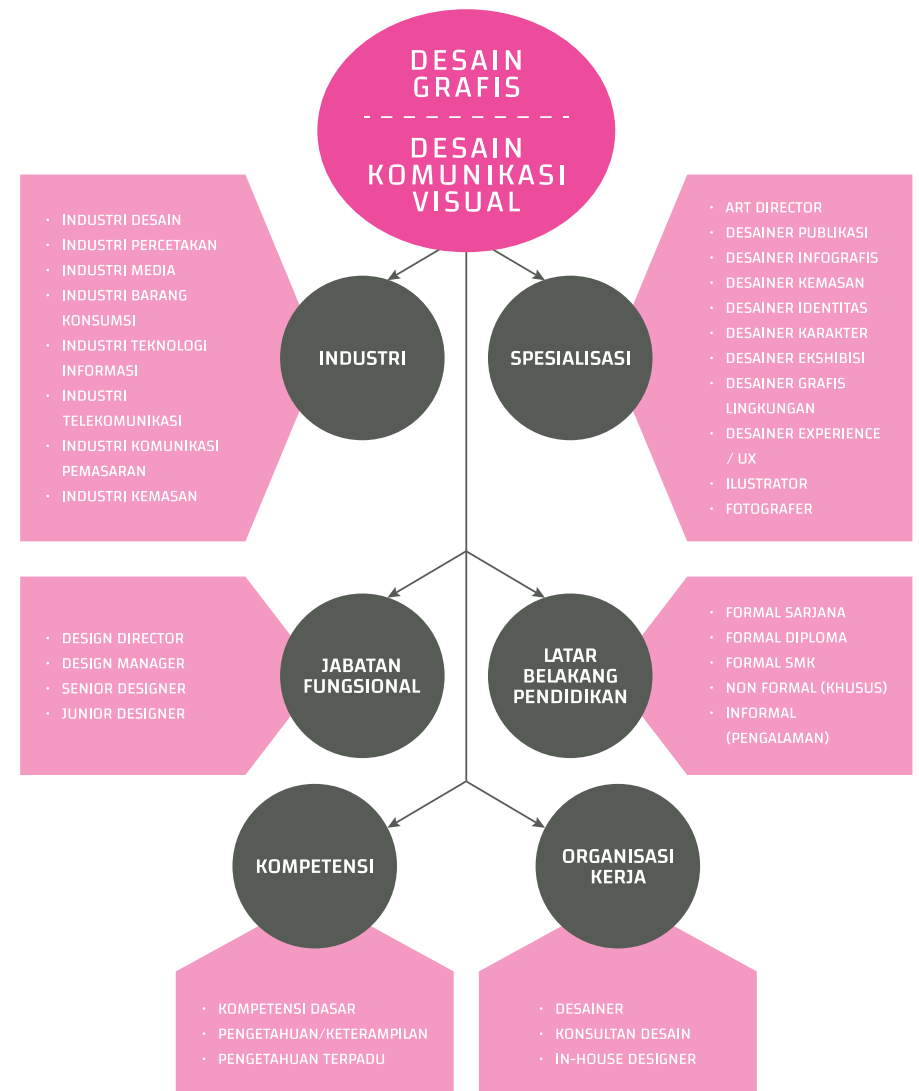 DESAIN
GRAFIS
DESAIN
KOMUNIKASI
VISUAL
· INDUSTRI DESAIN
· INDUSTRI PERCETAKAN
· INDUSTRI MEDIA
· INDUSTRI BARANG
KONSUMSI
· INDUSTRI TEKNOLOGI
INFORMASI
· INDUSTRI
TELEKOMUNIKASI
· INDUSTRI KOMUNIKASI
PEMASARAN
· INDUSTRI KEMASAN
INDUSTRI
SPESIALISASI
· ART DIRECTOR
· DESAINER PUBLIKASI
· DESAINER INFOGRAFIS
· DESAINER KEMASAN
· DESAINER IDENTITAS
· DESAINER KARAKTER
· DESAINER EKSHIBISI
· DESAINER GRAFIS
LINGKUNGAN
· DESAINER EXPERIENCE
/ UX
· ILUSTRATOR
· FOTOGRAFER
· DESIGN DIRECTOR
· DESIGN MANAGER
· SENIOR DESIGNER
· JUNIOR DESIGNER
JABATAN
FUNGSIONAL
LATAR
BELAKANG
PENDIDIKAN
· FORMAL SARJANA
· FORMAL DIPLOMA
· FORMAL SMK
· NON FORMAL (KHUSUS)
· INFORMAL
(PENGALAMAN)
KOMPETENSI
ORGANISASI
KERJA
· KOMPETENSI DASAR
· PENGETAHUAN/KETERAMPILAN
· PENGETAHUAN TERPADU
· DESAINER
· KONSULTAN DESAIN
· IN-HOUSE DESIGNER